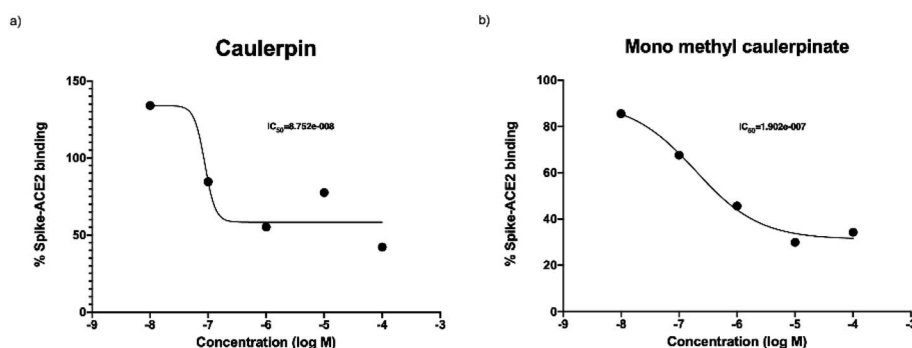 a)
Caulerpin
% Spike-ACE2 binding
150
100
50
0
IC50=8.752e-008
-9 -8 -7 -6 -5 -4 -3
Concentration (log M)
b)
Mono methyl caulerpinate
% Spike-ACE2 binding
100
80
60
40
20
0
IC50=1.902e-007
-9 -8 -7 -6 -5 -4 -3
Concentration (log M)